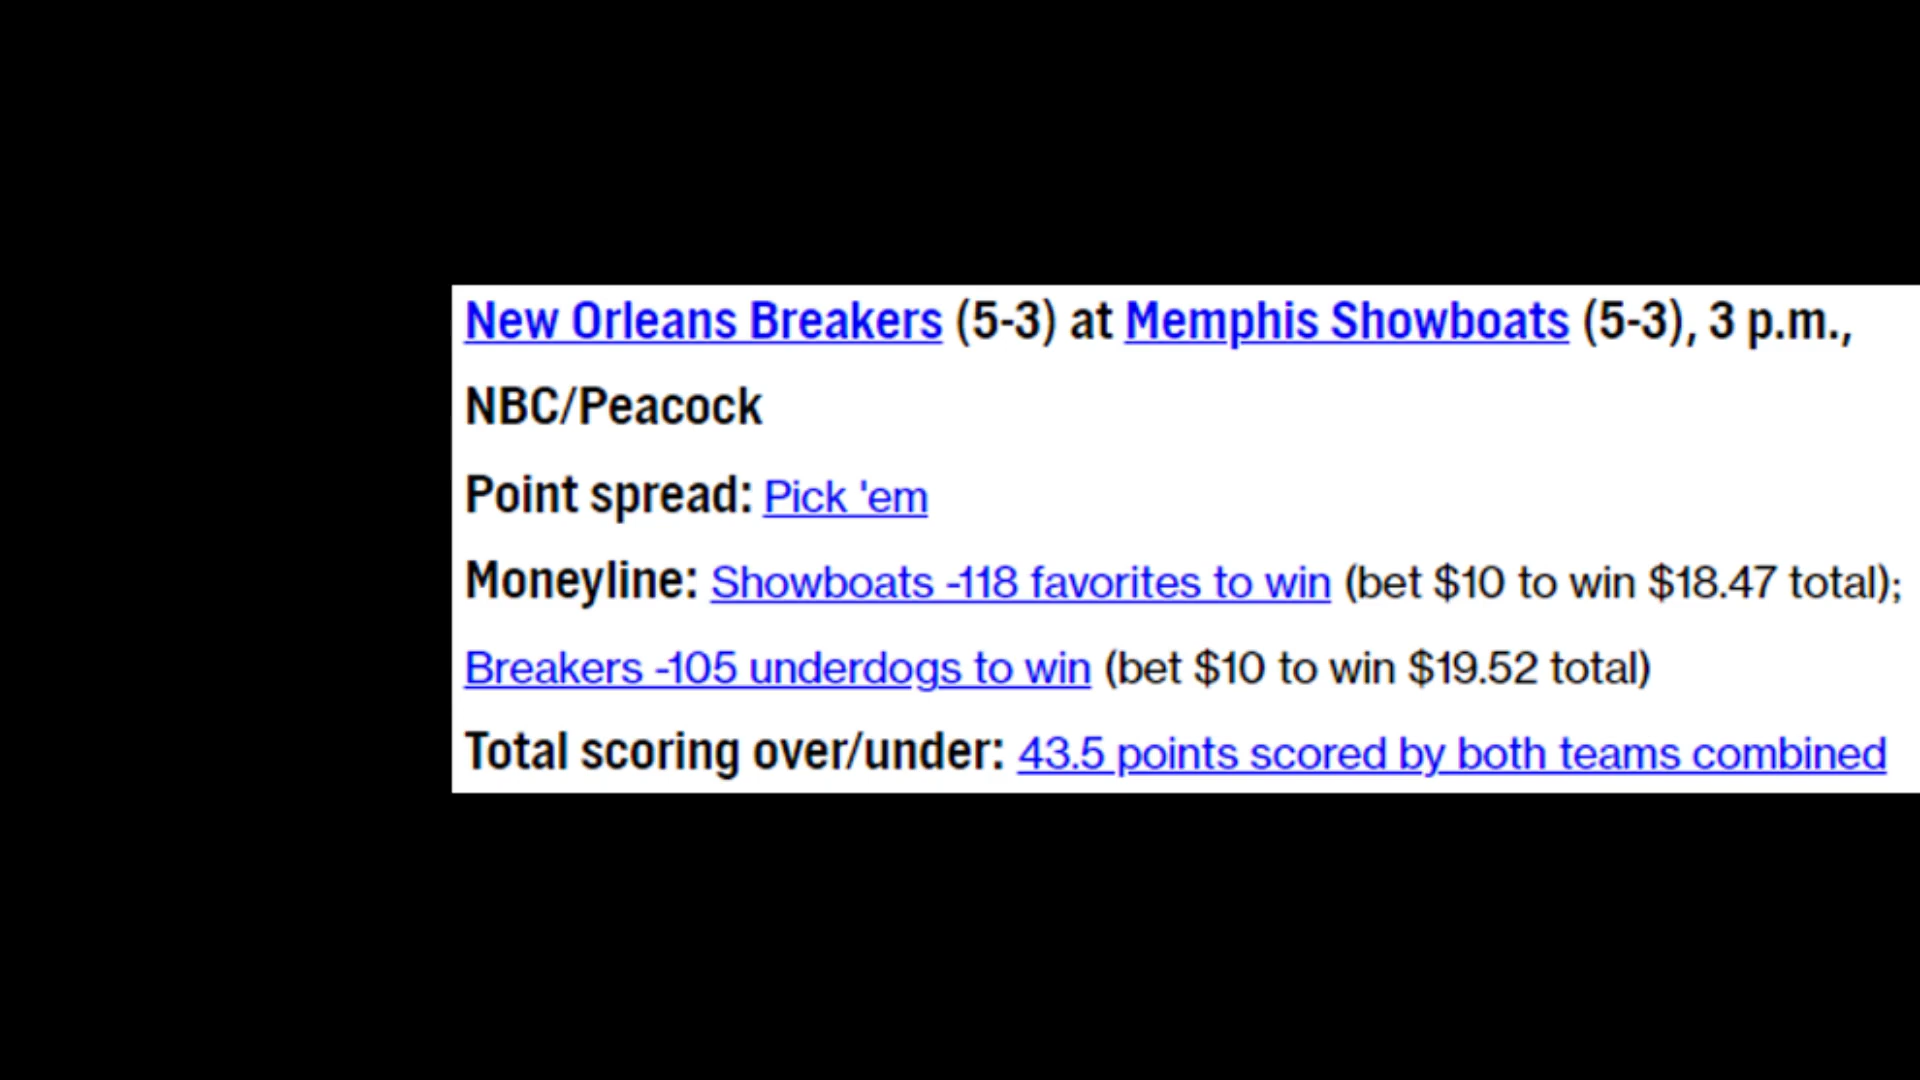 New Orleans Breakers (5-3) at Memphis Showboats (5-3), 3 p.m.,
NBC/Peacock
Point spread: Pick 'em
Moneyline: Showboats -118 favorites to win (bet $10 to win $18.47 total);
Breakers -105 underdogs to win (bet $10 to win $19.52 total)
Total scoring over/under: 43.5 points scored by both teams combined